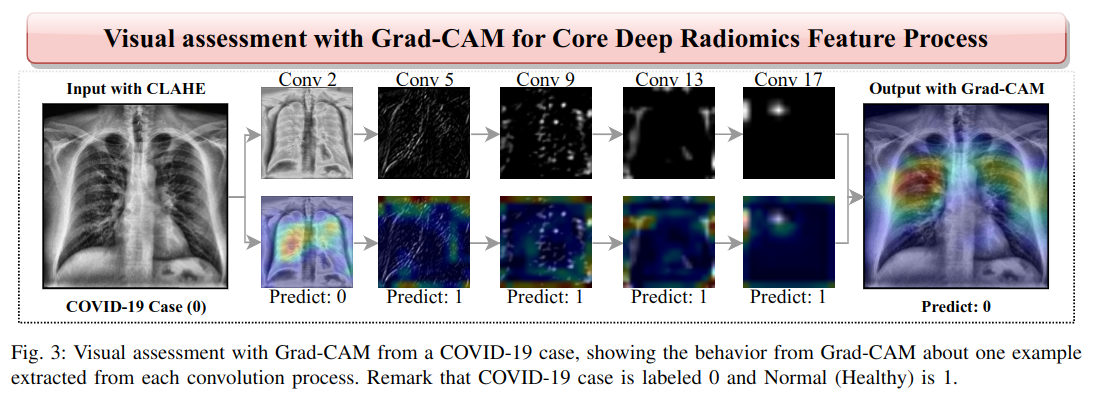 Visual assessment with Grad-CAM for Core Deep Radiomics Feature Process
Input with CLAHE
Conv 2
Conv 5
Conv 9
Conv 13
Conv 17
Output with Grad-CAM
COVID-19 Case (0)
Predict: 0
Predict: 1
Predict: 1
Predict: 1
Predict: 1
Predict: 0
Fig. 3: Visual assessment with Grad-CAM from a COVID-19 case, showing the behavior from Grad-CAM about one example
extracted from each convolution process. Remark that COVID-19 case is labeled 0 and Normal (Healthy) is 1.